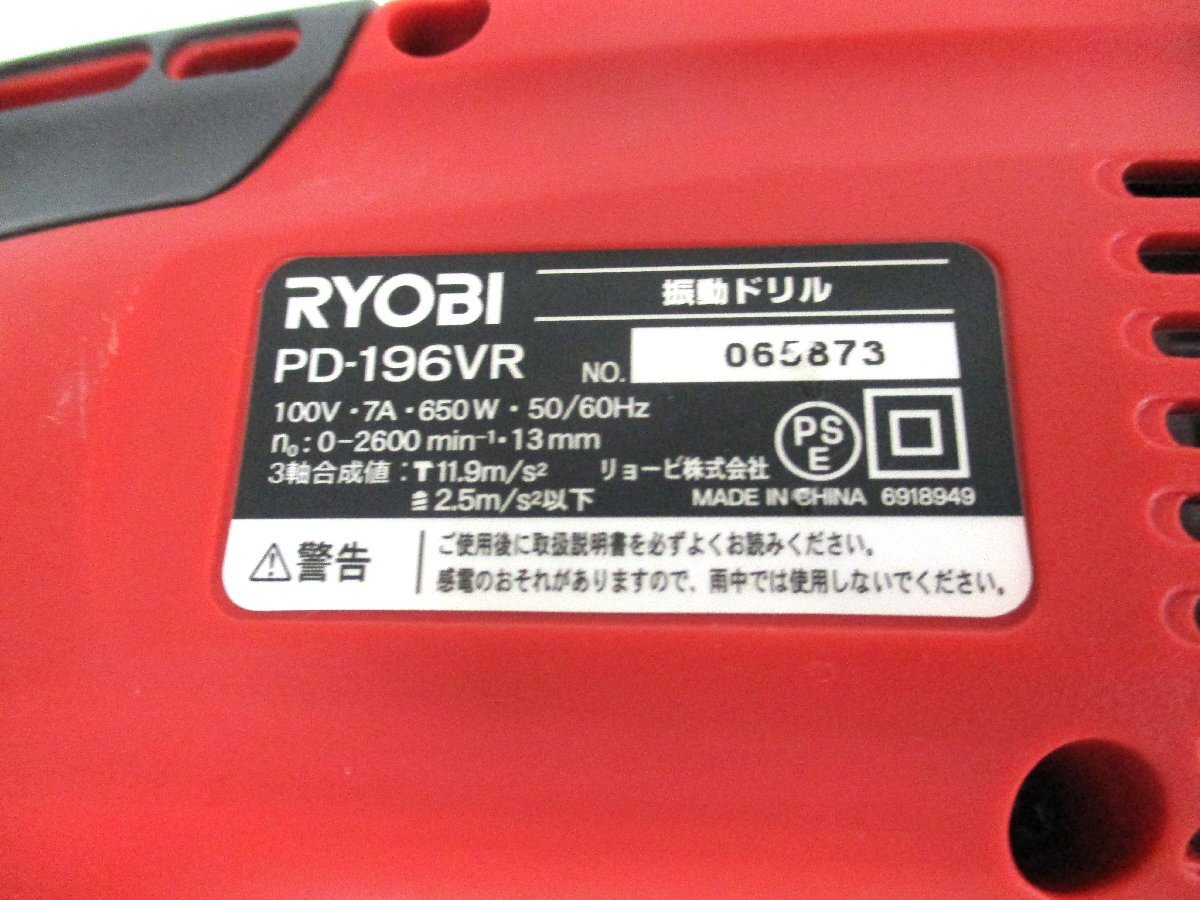 RYOBI
振動ドリル
PD-196VR
NO. 065873
100V・7A・650W・50/60Hz
n₀:0-2600 min⁻¹・13mm
3軸合成値:11.9m/s²
2.5m/s²以下
リョービ株式会社
PSE
MADE IN CHINA 6918949
警告
ご使用後に取扱説明書を必ずよくお読みください。
感電のおそれがありますので、雨中では使用しないでください。